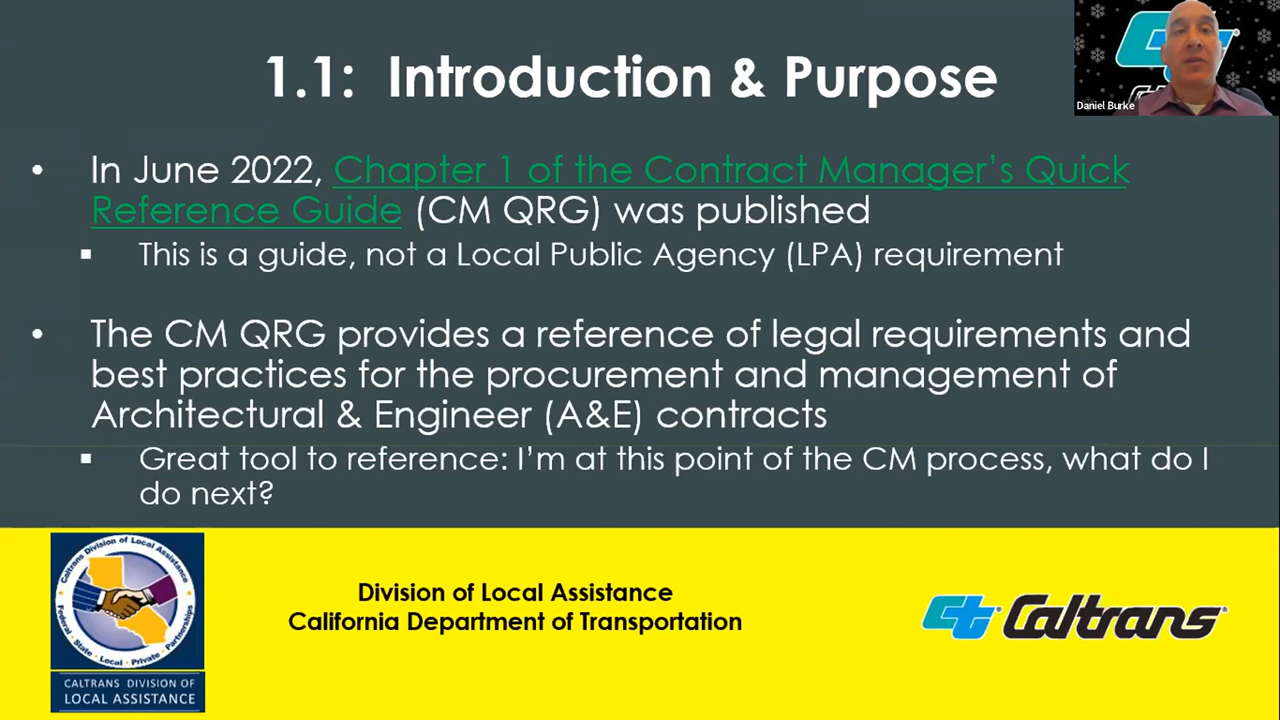 1.1: Introduction & Purpose
Daniel Burke
• In June 2022, Chapter 1 of the Contract Manager’s Quick
Reference Guide (CM QRG) was published
▪ This is a guide, not a Local Public Agency (LPA) requirement
• The CM QRG provides a reference of legal requirements and
best practices for the procurement and management of
Architectural & Engineer (A&E) contracts
▪ Great tool to reference: I’m at this point of the CM process, what do I
do next?
Caltrans Division of Local Assistance
Federal - State - Local - Private - Partnerships
CALTRANS DIVISION OF
LOCAL ASSISTANCE
Division of Local Assistance
California Department of Transportation
Caltrans